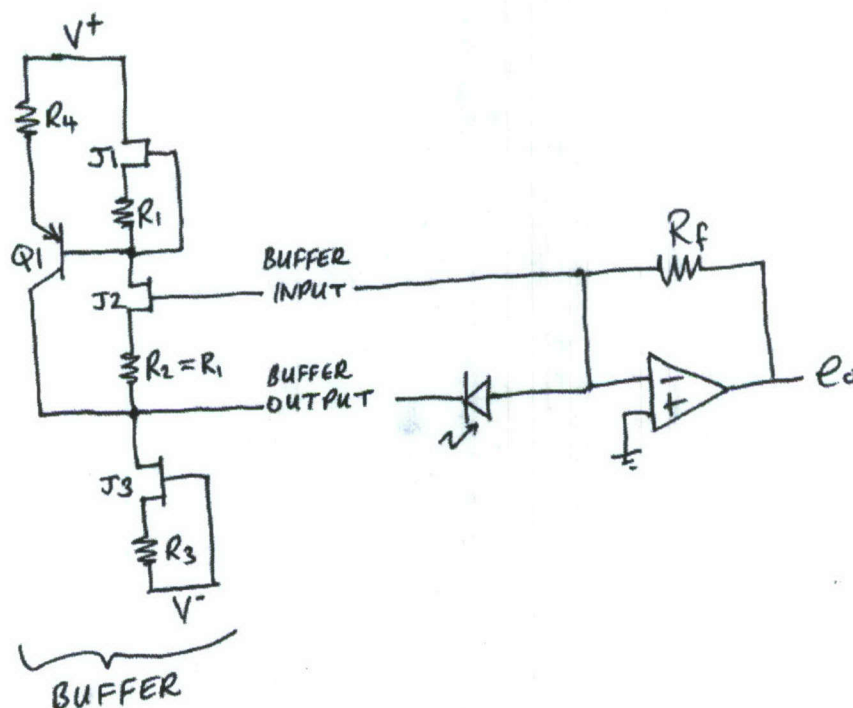 V+
R4
J1
R1
Q1
BUFFER
INPUT
Rf
J2
R2 = R1
BUFFER
OUTPUT
−
+
eo
J3
R3
V-
BUFFER